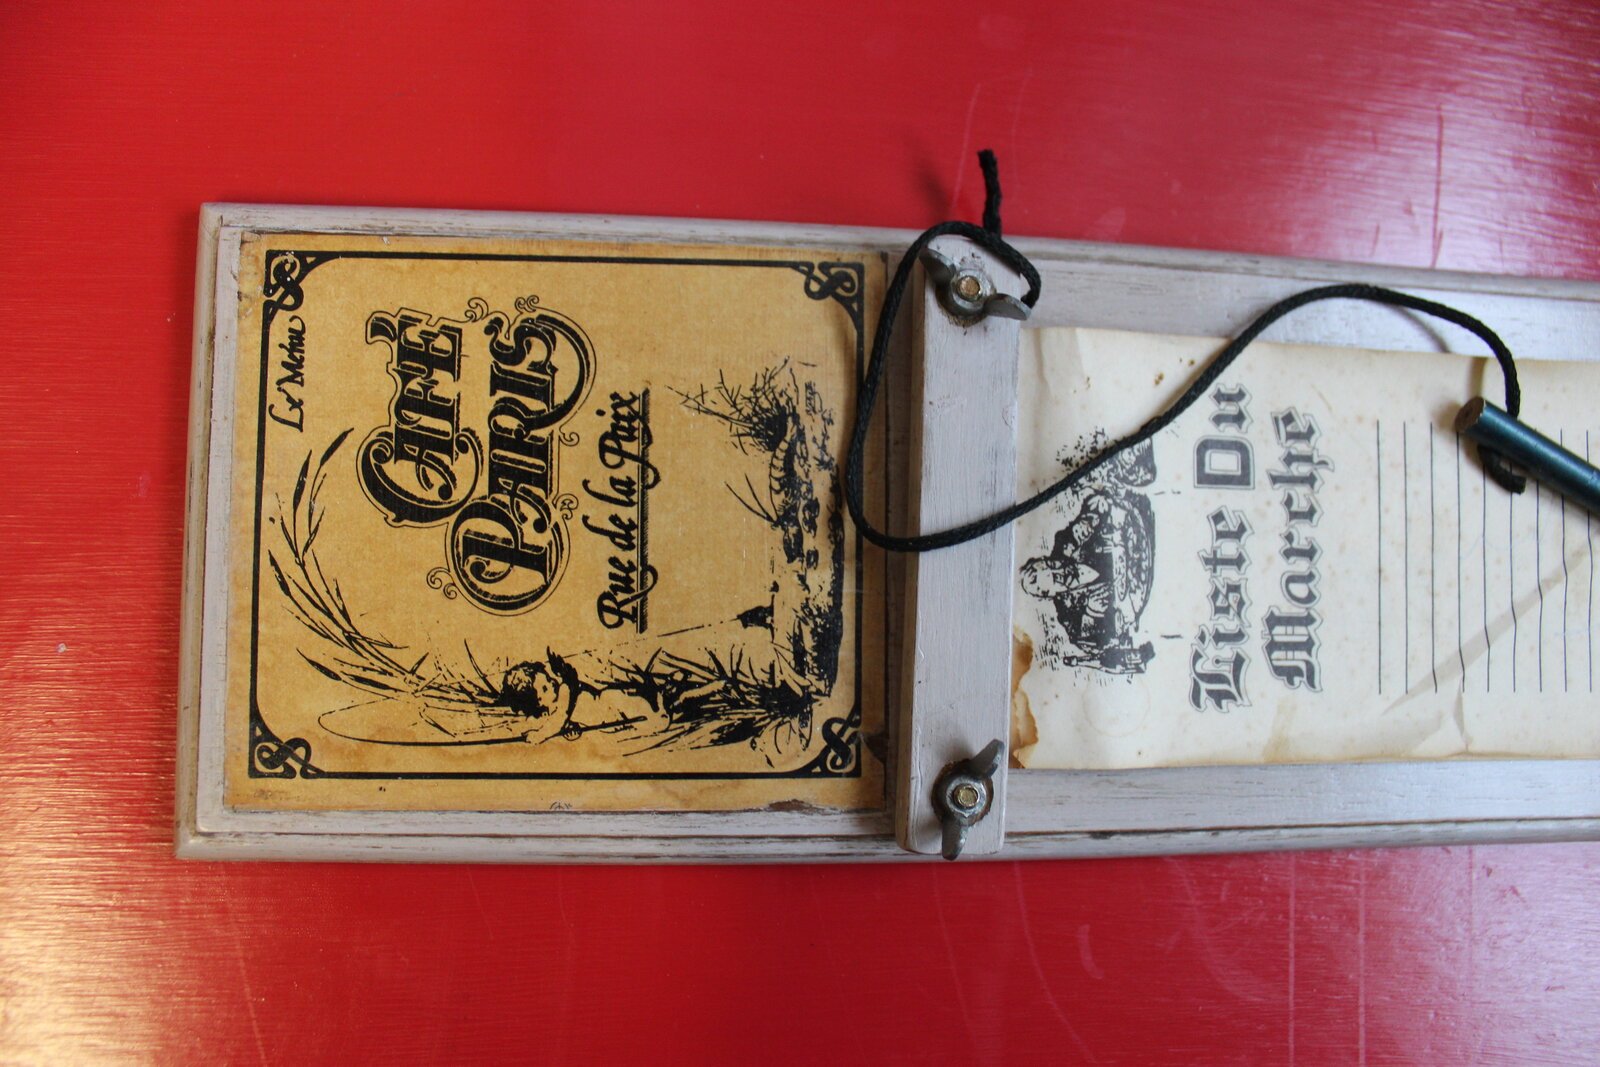 Le Menu
CAFE
PARIS
Rue de la Paix
Liste Du
Marche